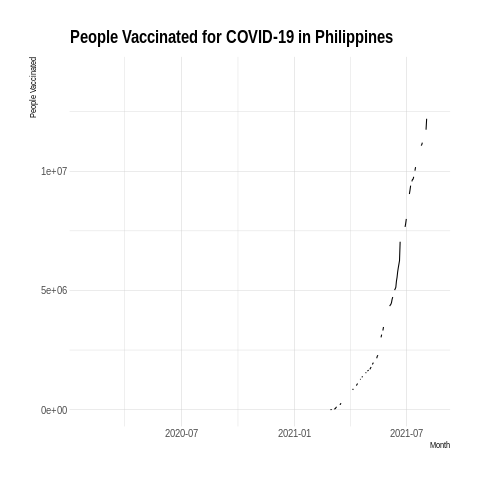 People Vaccinated for COVID-19 in Philippines
People Vaccinated
1e+07
5e+06
0e+00
2020-07
2021-01
2021-07
Month